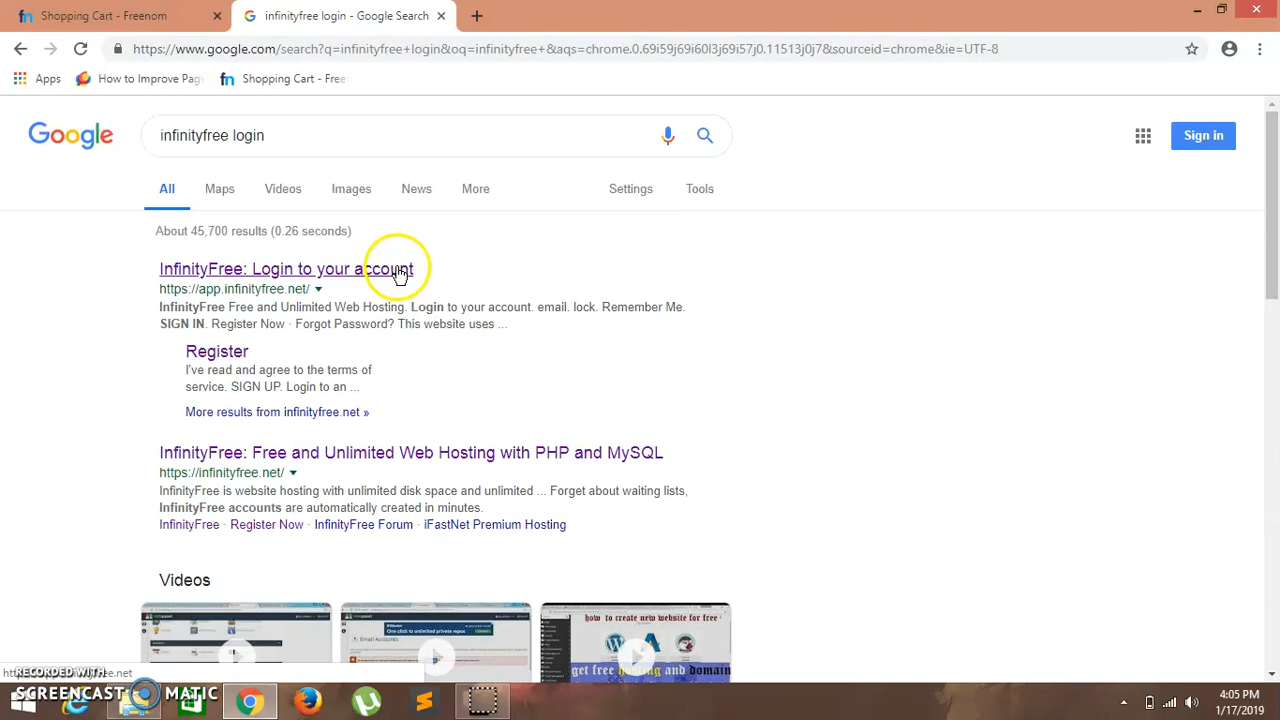 Shopping Cart - Freenom
infinityfree login - Google Search
https://www.google.com/search?q=infinityfree+login&oq=infinityfree+&aqs=chrome.0.69i59j69i60l3j69i57j0.11513j0j7&sourceid=chrome&ie=UTF-8
Apps
How to Improve Pag
Shopping Cart - Free
Google
infinityfree login
Sign in
All
Maps
Videos
Images
News
More
Settings
Tools
About 45,700 results (0.26 seconds)
InfinityFree: Login to your account
https://app.infinityfree.net/
InfinityFree Free and Unlimited Web Hosting. Login to your account. email. lock. Remember Me.
SIGN IN. Register Now · Forgot Password? This website uses ...
Register
I've read and agree to the terms of
service. SIGN UP. Login to an ...
More results from infinityfree.net »
InfinityFree: Free and Unlimited Web Hosting with PHP and MySQL
https://infinityfree.net/
InfinityFree is website hosting with unlimited disk space and unlimited ... Forget about waiting lists,
InfinityFree accounts are automatically created in minutes.
InfinityFree · Register Now · InfinityFree Forum · iFastNet Premium Hosting
Videos
One click to unlimited private repos
Email Accounts
how to create new website for free
get free hosting and domain
RECORDED WITH
SCREENCAST MATIC
4:05 PM
1/17/2019